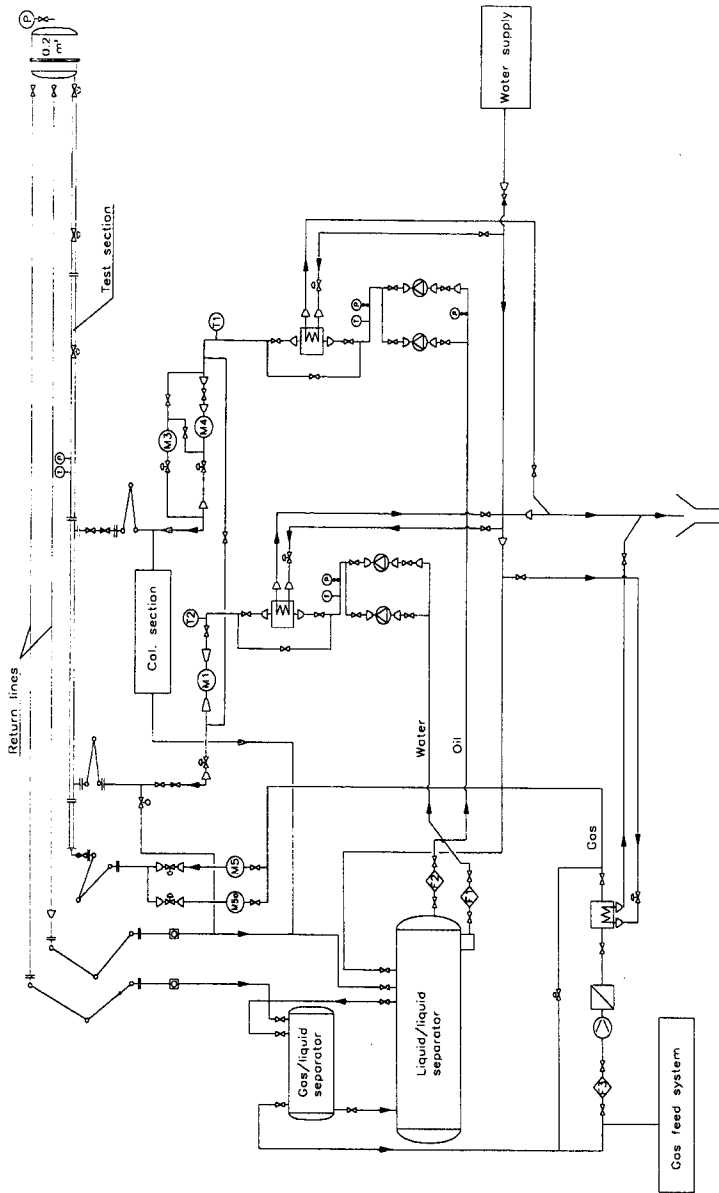 P
0.2
m³
Return lines
Test section
Water supply
T
P
M3
M4
T1
T
P
P
Cal. section
T2
M1
T
P
Water
Oil
M5
M5a
F2
F1
Gas
Gas/liquid
separator
Liquid/liquid
separator
F3
Gas feed system